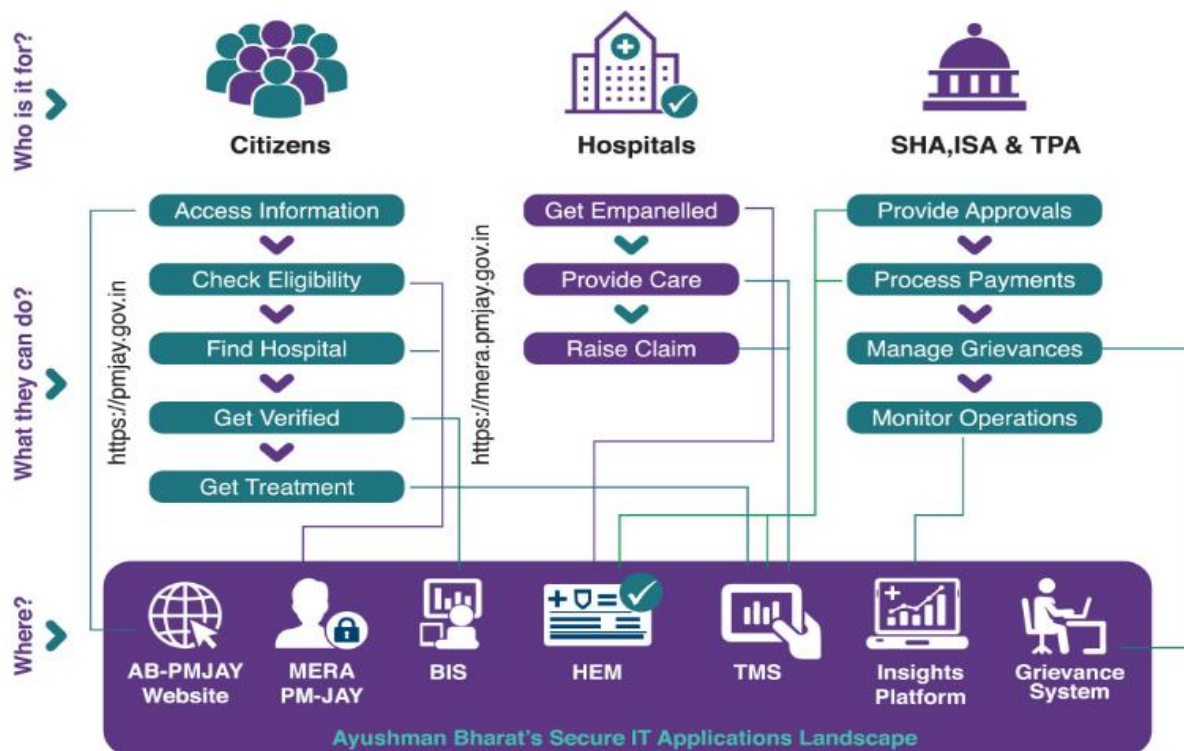 Who is it for?
Citizens
Hospitals
SHA,ISA & TPA
What they can do?
https://pmjay.gov.in
Access Information
Check Eligibility
Find Hospital
Get Verified
Get Treatment
https://mera.pmjay.gov.in
Get Empanelled
Provide Care
Raise Claim
Provide Approvals
Process Payments
Manage Grievances
Monitor Operations
Where?
AB-PMJAY
Website
MERA
PM-JAY
BIS
HEM
TMS
Insights
Platform
Grievance
System
Ayushman Bharat's Secure IT Applications Landscape